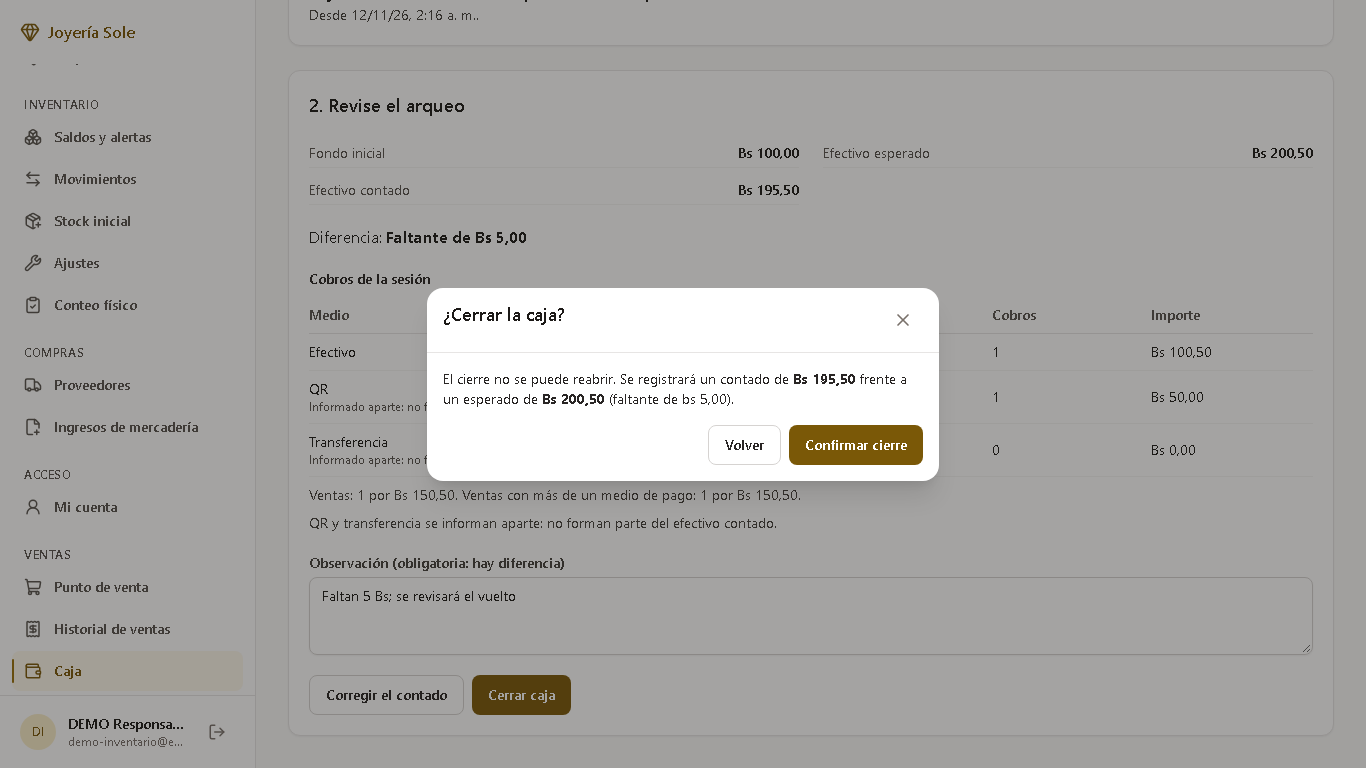 Joyería Sole
INVENTARIO
Saldos y alertas
Movimientos
Stock inicial
Ajustes
Conteo físico
COMPRAS
Proveedores
Ingresos de mercadería
ACCESO
Mi cuenta
VENTAS
Punto de venta
Historial de ventas
Caja
DI
DEMO Responsa...
demo-inventario@e...
Desde 12/11/26, 2:16 a. m..
2. Revise el arqueo
Fondo inicial Bs 100,00 Efectivo esperado Bs 200,50
Efectivo contado Bs 195,50
Diferencia: Faltante de Bs 5,00
Cobros de la sesión
Medio Cobros Importe
Efectivo 1 Bs 100,50
QR 1 Bs 50,00
Informado aparte: no f
Transferencia 0 Bs 0,00
Informado aparte: no f
¿Cerrar la caja?
El cierre no se puede reabrir. Se registrará un contado de Bs 195,50 frente a
un esperado de Bs 200,50 (faltante de bs 5,00).
Volver Confirmar cierre
Ventas: 1 por Bs 150,50. Ventas con más de un medio de pago: 1 por Bs 150,50.
QR y transferencia se informan aparte: no forman parte del efectivo contado.
Observación (obligatoria: hay diferencia)
Faltan 5 Bs; se revisará el vuelto
Corregir el contado Cerrar caja